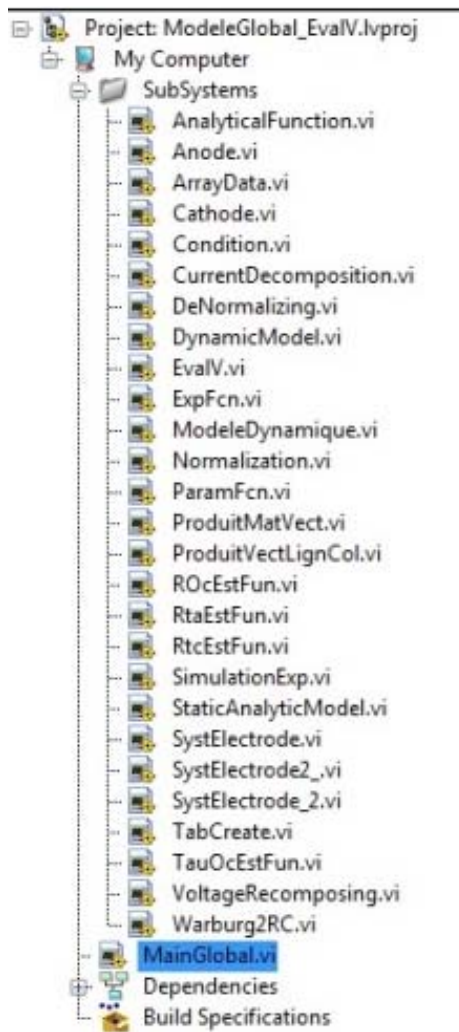 Project: ModeleGlobal_EvalV.lvproj
My Computer
SubSystems
AnalyticalFunction.vi
Anode.vi
ArrayData.vi
Cathode.vi
Condition.vi
CurrentDecomposition.vi
DeNormalizing.vi
DynamicModel.vi
EvalV.vi
ExpFcn.vi
ModeleDynamique.vi
Normalization.vi
ParamFcn.vi
ProduitMatVect.vi
ProduitVectLignCol.vi
ROcEstFun.vi
RtaEstFun.vi
RtcEstFun.vi
SimulationExp.vi
StaticAnalyticModel.vi
SystElectrode.vi
SystElectrode2_.vi
SystElectrode_2.vi
TabCreate.vi
TauOcEstFun.vi
VoltageRecomposing.vi
Warburg2RC.vi
MainGlobal.vi
Dependencies
Build Specifications